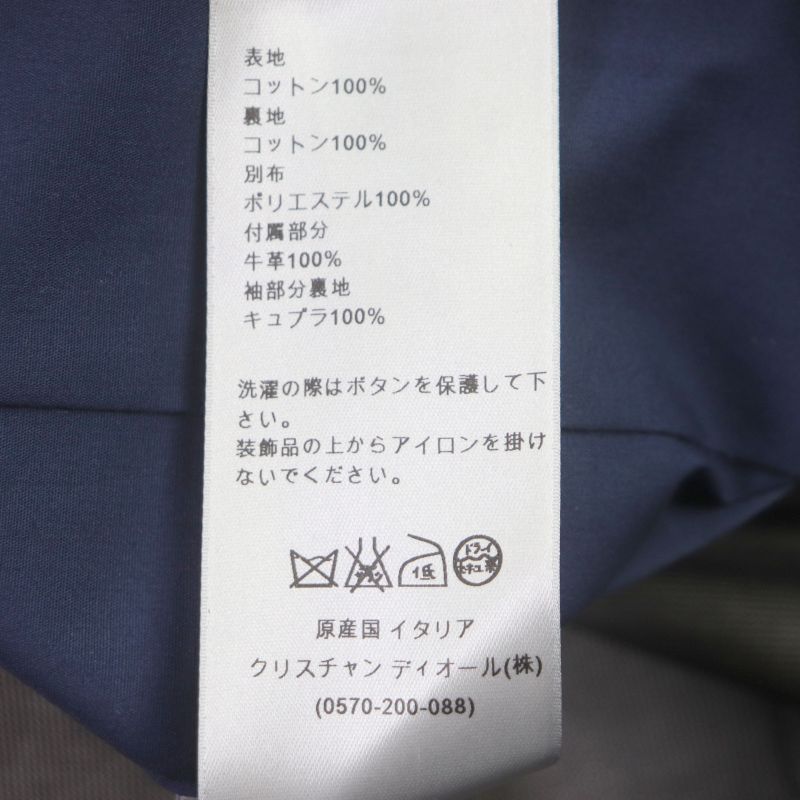 表地
コットン100%
裏地
コットン100%
別布
ポリエステル100%
付属部分
牛革100%
袖部分裏地
キュプラ100%
洗濯の際はボタンを保護して下
さい。
装飾品の上からアイロンを掛け
ないでください。
低
ドライ
原産国 イタリア
クリスチャン ディオール(株)
(0570-200-088)